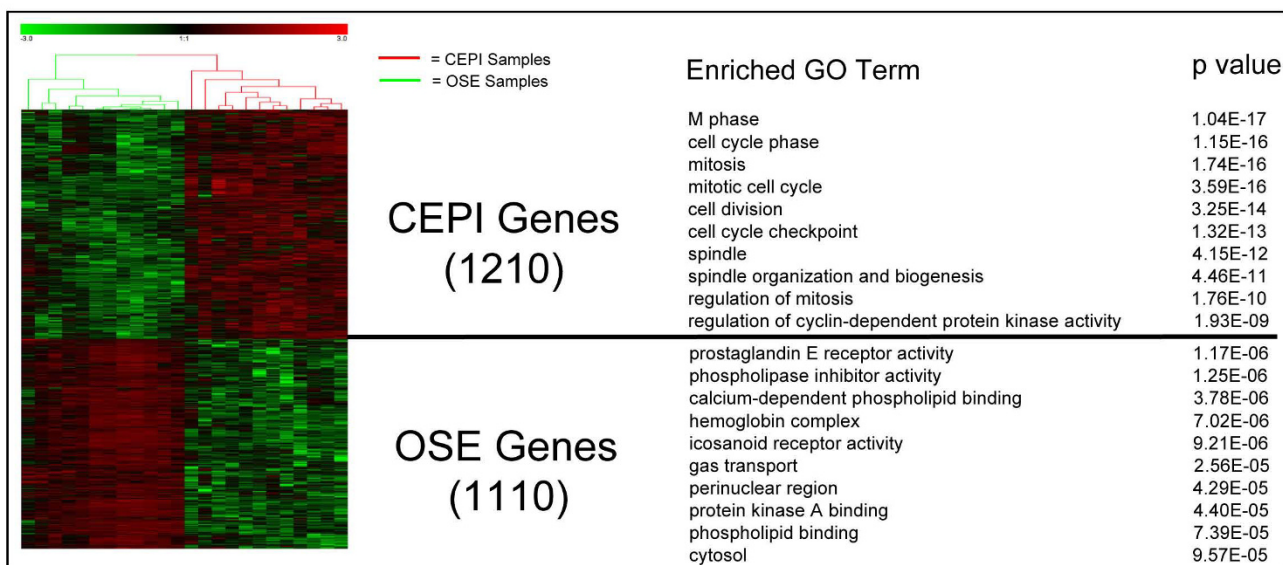 -3.0 1:1 3.0
= CEPI Samples
= OSE Samples
Enriched GO Term p value
M phase 1.04E-17
cell cycle phase 1.15E-16
mitosis 1.74E-16
mitotic cell cycle 3.59E-16
cell division 3.25E-14
cell cycle checkpoint 1.32E-13
spindle 4.15E-12
spindle organization and biogenesis 4.46E-11
regulation of mitosis 1.76E-10
regulation of cyclin-dependent protein kinase activity 1.93E-09
CEPI Genes
(1210)
prostaglandin E receptor activity 1.17E-06
phospholipase inhibitor activity 1.25E-06
calcium-dependent phospholipid binding 3.78E-06
hemoglobin complex 7.02E-06
icosanoid receptor activity 9.21E-06
gas transport 2.56E-05
perinuclear region 4.29E-05
protein kinase A binding 4.40E-05
phospholipid binding 7.39E-05
cytosol 9.57E-05
OSE Genes
(1110)